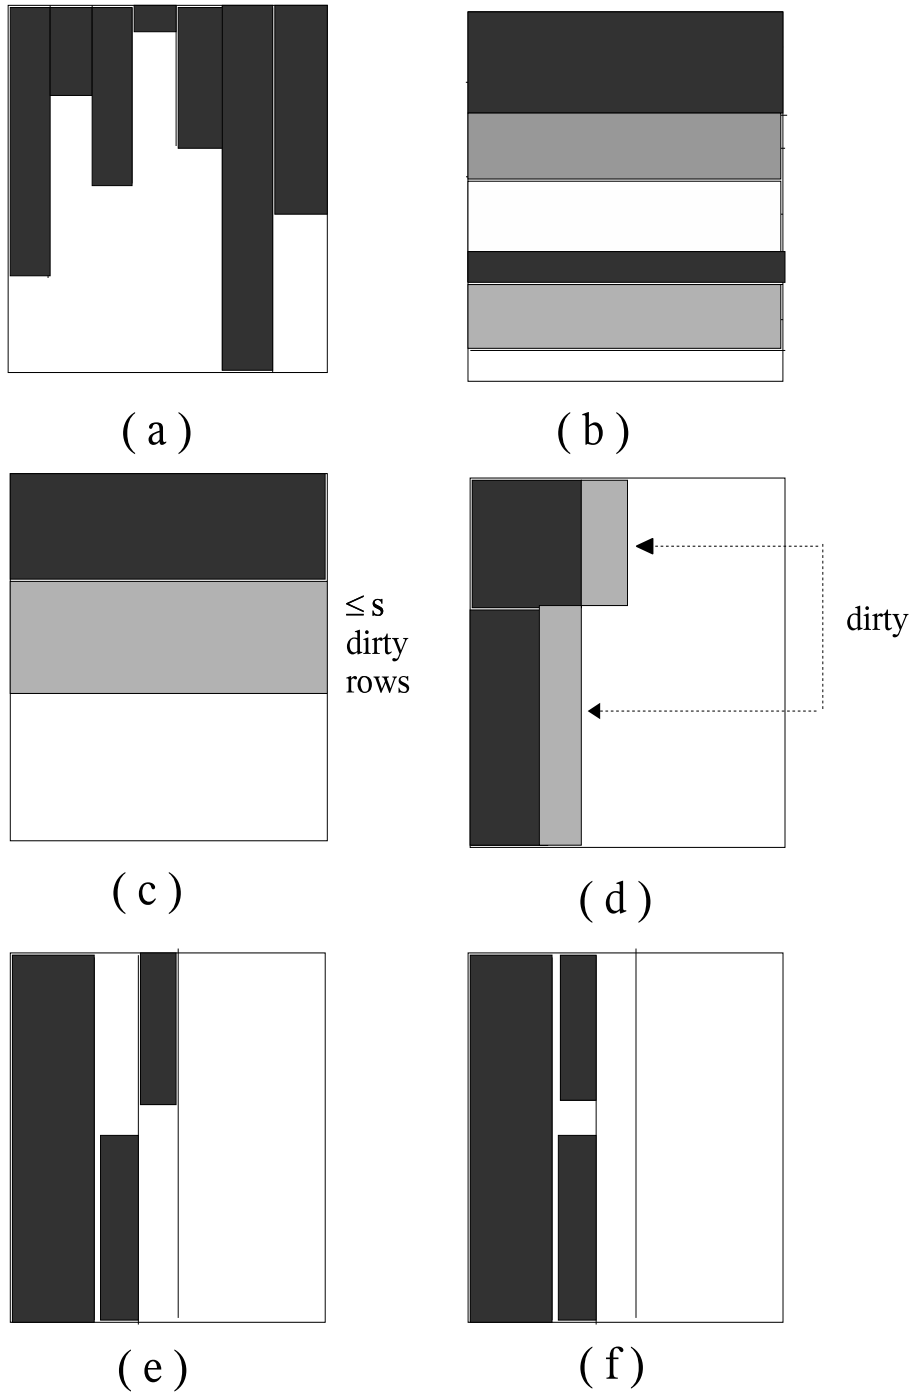 ( a )
( b )
≤ s
dirty
rows
dirty
( c )
( d )
( e )
( f )